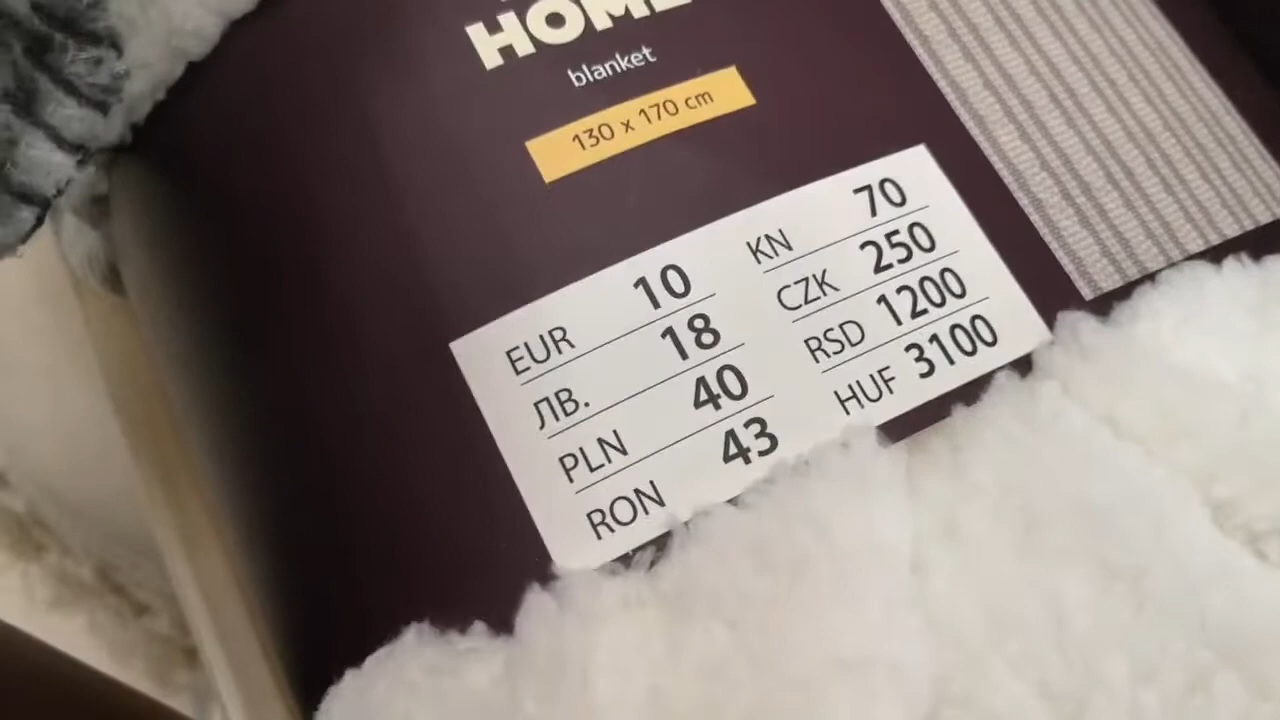 HOME
blanket
130 x 170 cm
EUR 10
ЛВ. 18
PLN 40
RON 43
KN 70
CZK 250
RSD 1200
HUF 3100